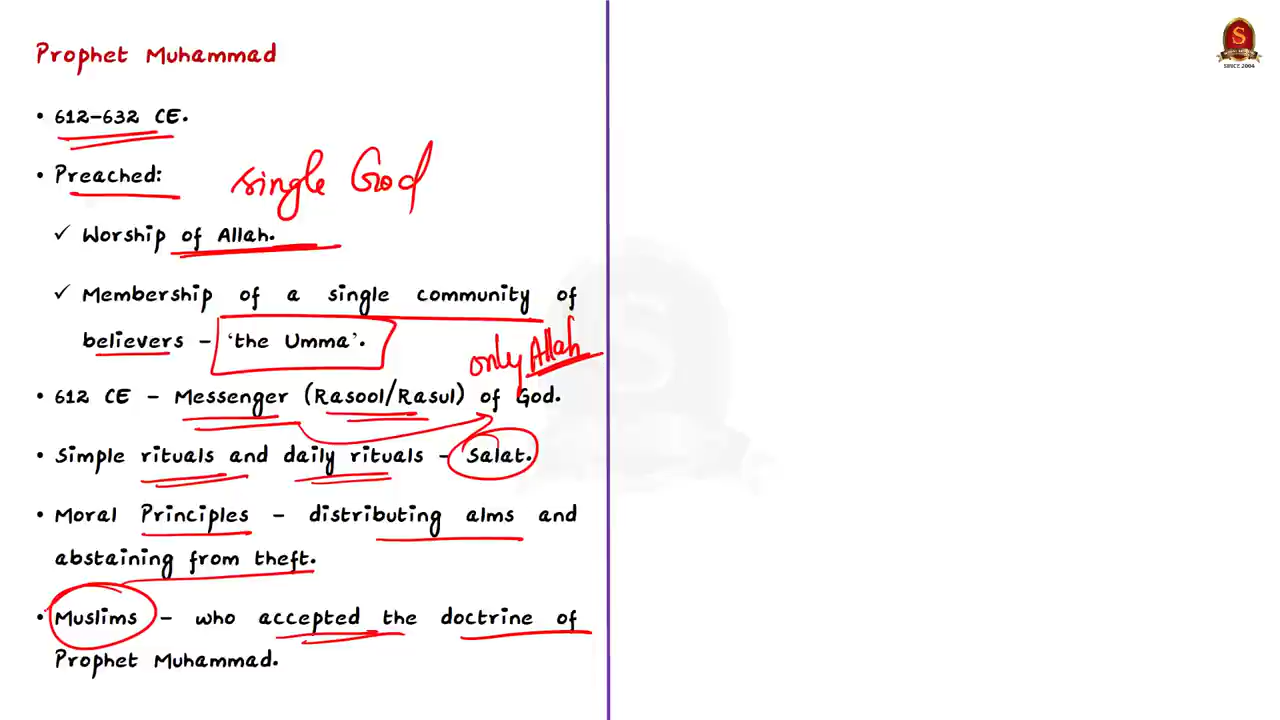 Prophet Muhammad
• 612-632 CE.
• Preached:
single God
✓ Worship of Allah.
✓ Membership of a single community of
believers - 'the Umma'.
only Allah
• 612 CE - Messenger (Rasool/Rasul) of God.
• Simple rituals and daily rituals - Salat.
• Moral Principles - distributing alms and
abstaining from theft.
• Muslims - who accepted the doctrine of
Prophet Muhammad.
S
SINCE 2004